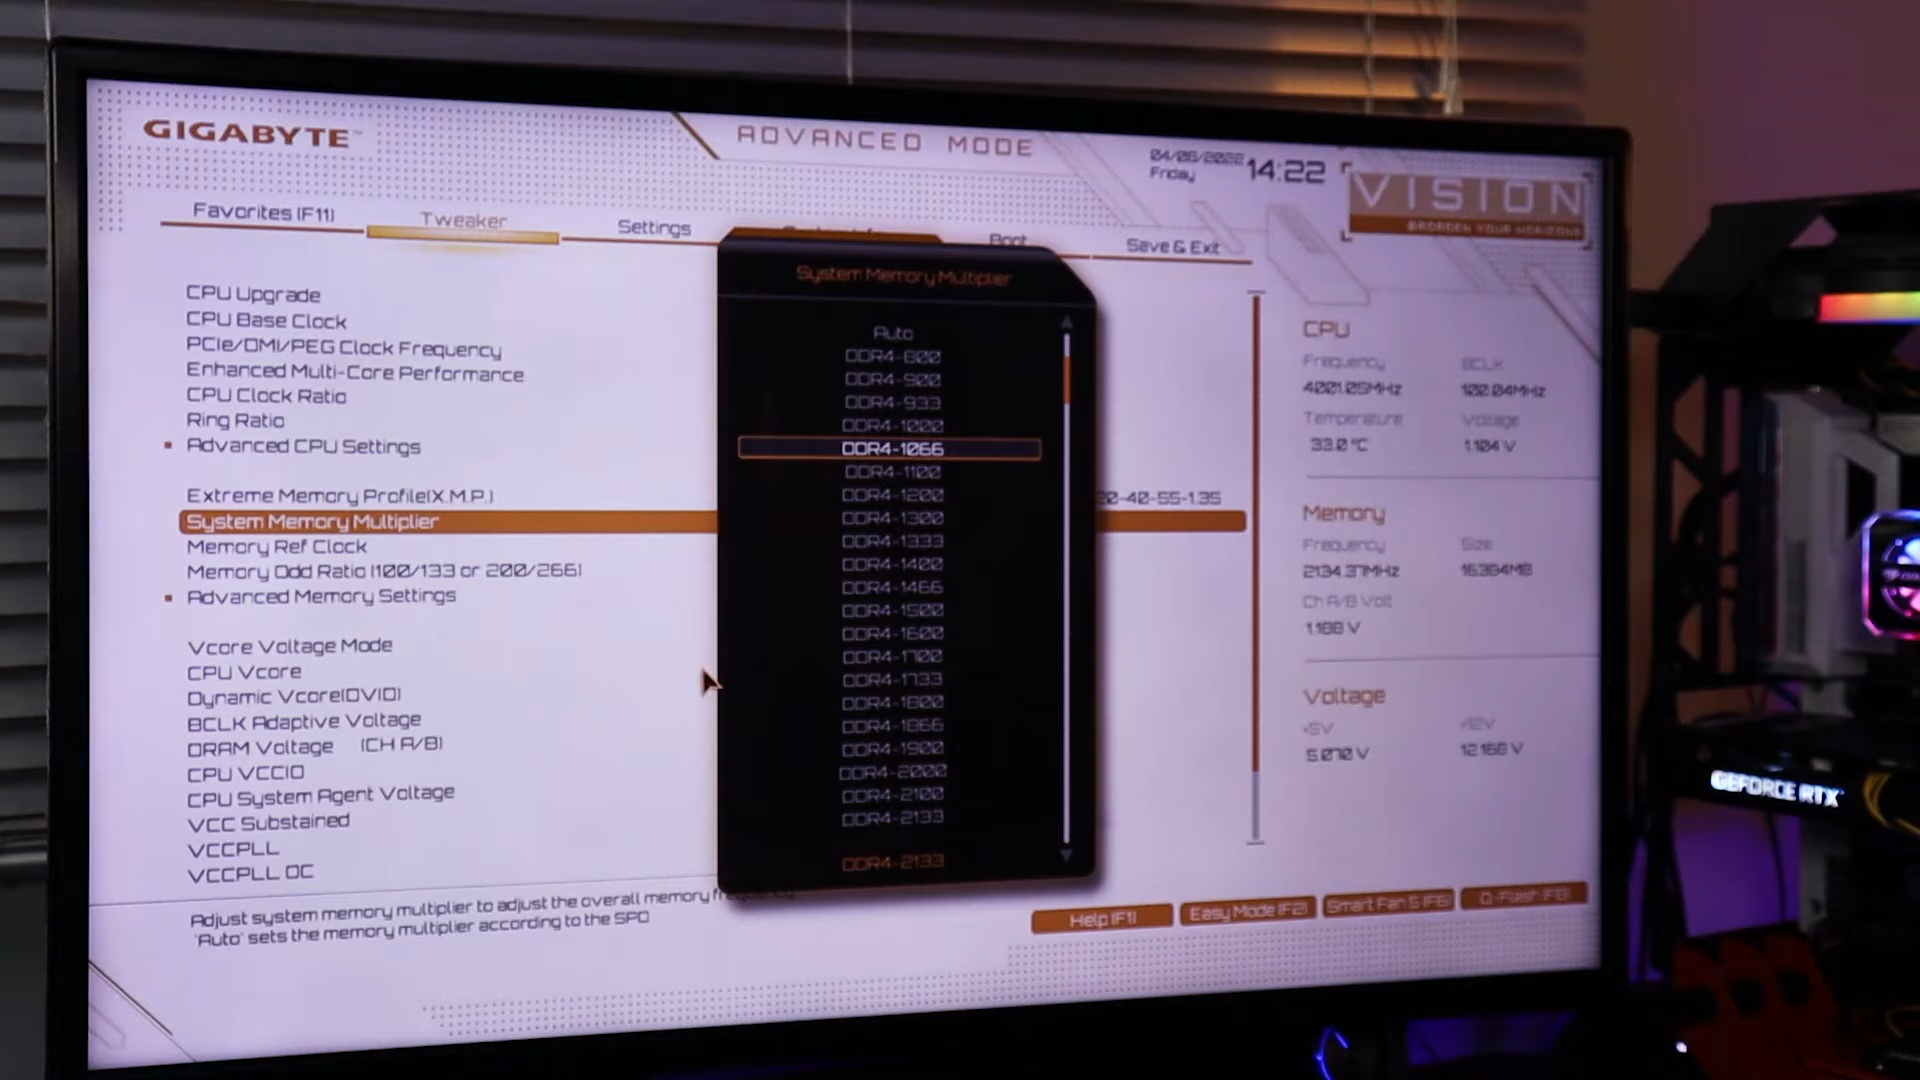 GIGABYTE™
ADVANCED MODE
Friday
14:22
VISION
BROADEN YOUR HORIZONS
Favorites (F11)
Tweaker
Settings
Boot
Save & Exit
System Memory Multiplier
Auto
DDR4-800
DDR4-900
DDR4-933
DDR4-1000
DDR4-1066
DDR4-1100
DDR4-1200
DDR4-1300
DDR4-1333
DDR4-1400
DDR4-1466
DDR4-1500
DDR4-1600
DDR4-1700
DDR4-1733
DDR4-1800
DDR4-1866
DDR4-1900
DDR4-2000
DDR4-2100
DDR4-2133
DDR4-2133
CPU Upgrade
CPU Base Clock
PCIe/DMI/PEG Clock Frequency
Enhanced Multi-Core Performance
CPU Clock Ratio
Ring Ratio
Advanced CPU Settings
Extreme Memory Profile(X.M.P.)
20-40-55-1.35
System Memory Multiplier
Memory Ref Clock
Memory Odd Ratio (100/133 or 200/266)
Advanced Memory Settings
Vcore Voltage Mode
CPU Vcore
Dynamic Vcore(DVID)
BCLK Adaptive Voltage
DRAM Voltage (CH A/B)
CPU VCCIO
CPU System Agent Voltage
VCC Substained
VCCPLL
VCCPLL OC
Adjust system memory multiplier to adjust the overall memory
'Auto' sets the memory multiplier according to the SPD
CPU
Frequency BCLK
4001.05MHz 100.04MHz
Temperature Voltage
33.0 °C 1.104 V
Memory
Frequency Size
2134.37MHz 16384MB
Ch A/B Volt
1.188 V
Voltage
+5V +12V
5.070 V 12.168 V
Help (F1)
Easy Mode (F2)
Smart Fan 5 (F6)
Q-Flash (F8)
GEFORCE RTX